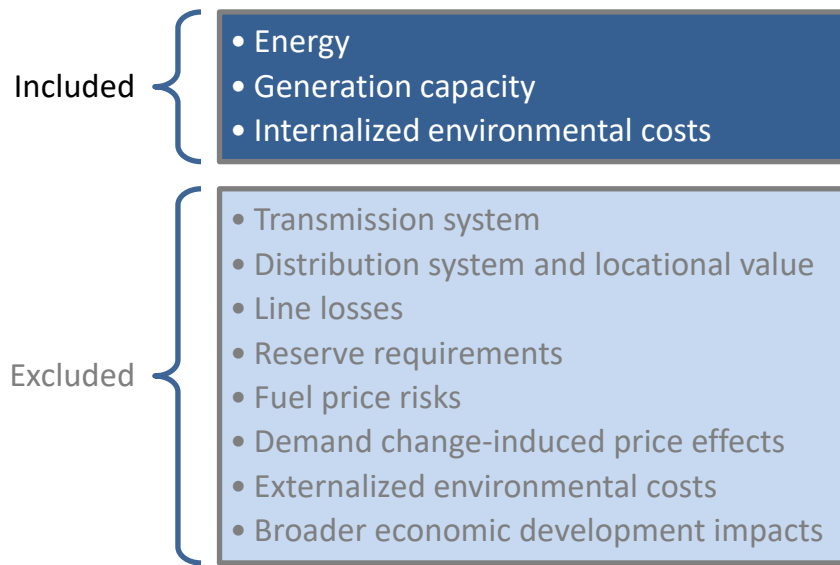 Included
• Energy
• Generation capacity
• Internalized environmental costs
Excluded
• Transmission system
• Distribution system and locational value
• Line losses
• Reserve requirements
• Fuel price risks
• Demand change-induced price effects
• Externalized environmental costs
• Broader economic development impacts